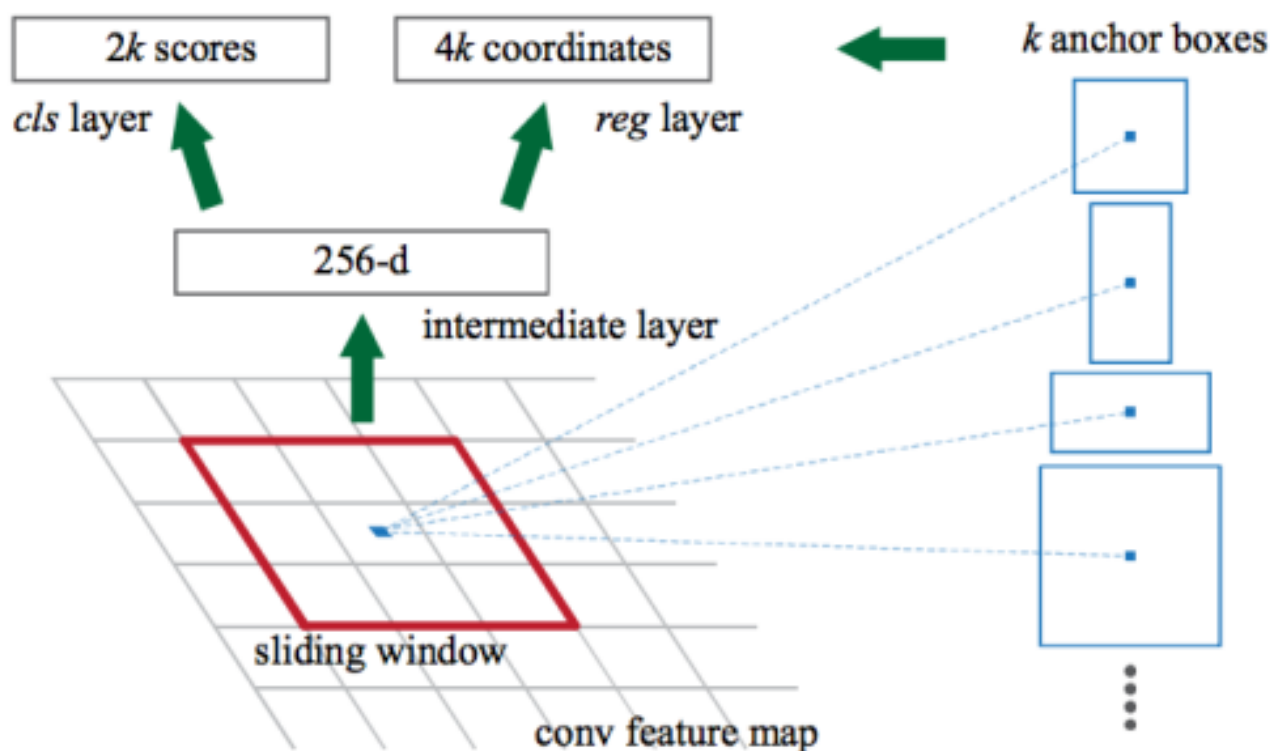 2k scores
4k coordinates
k anchor boxes
cls layer
reg layer
256-d
intermediate layer
sliding window
conv feature map